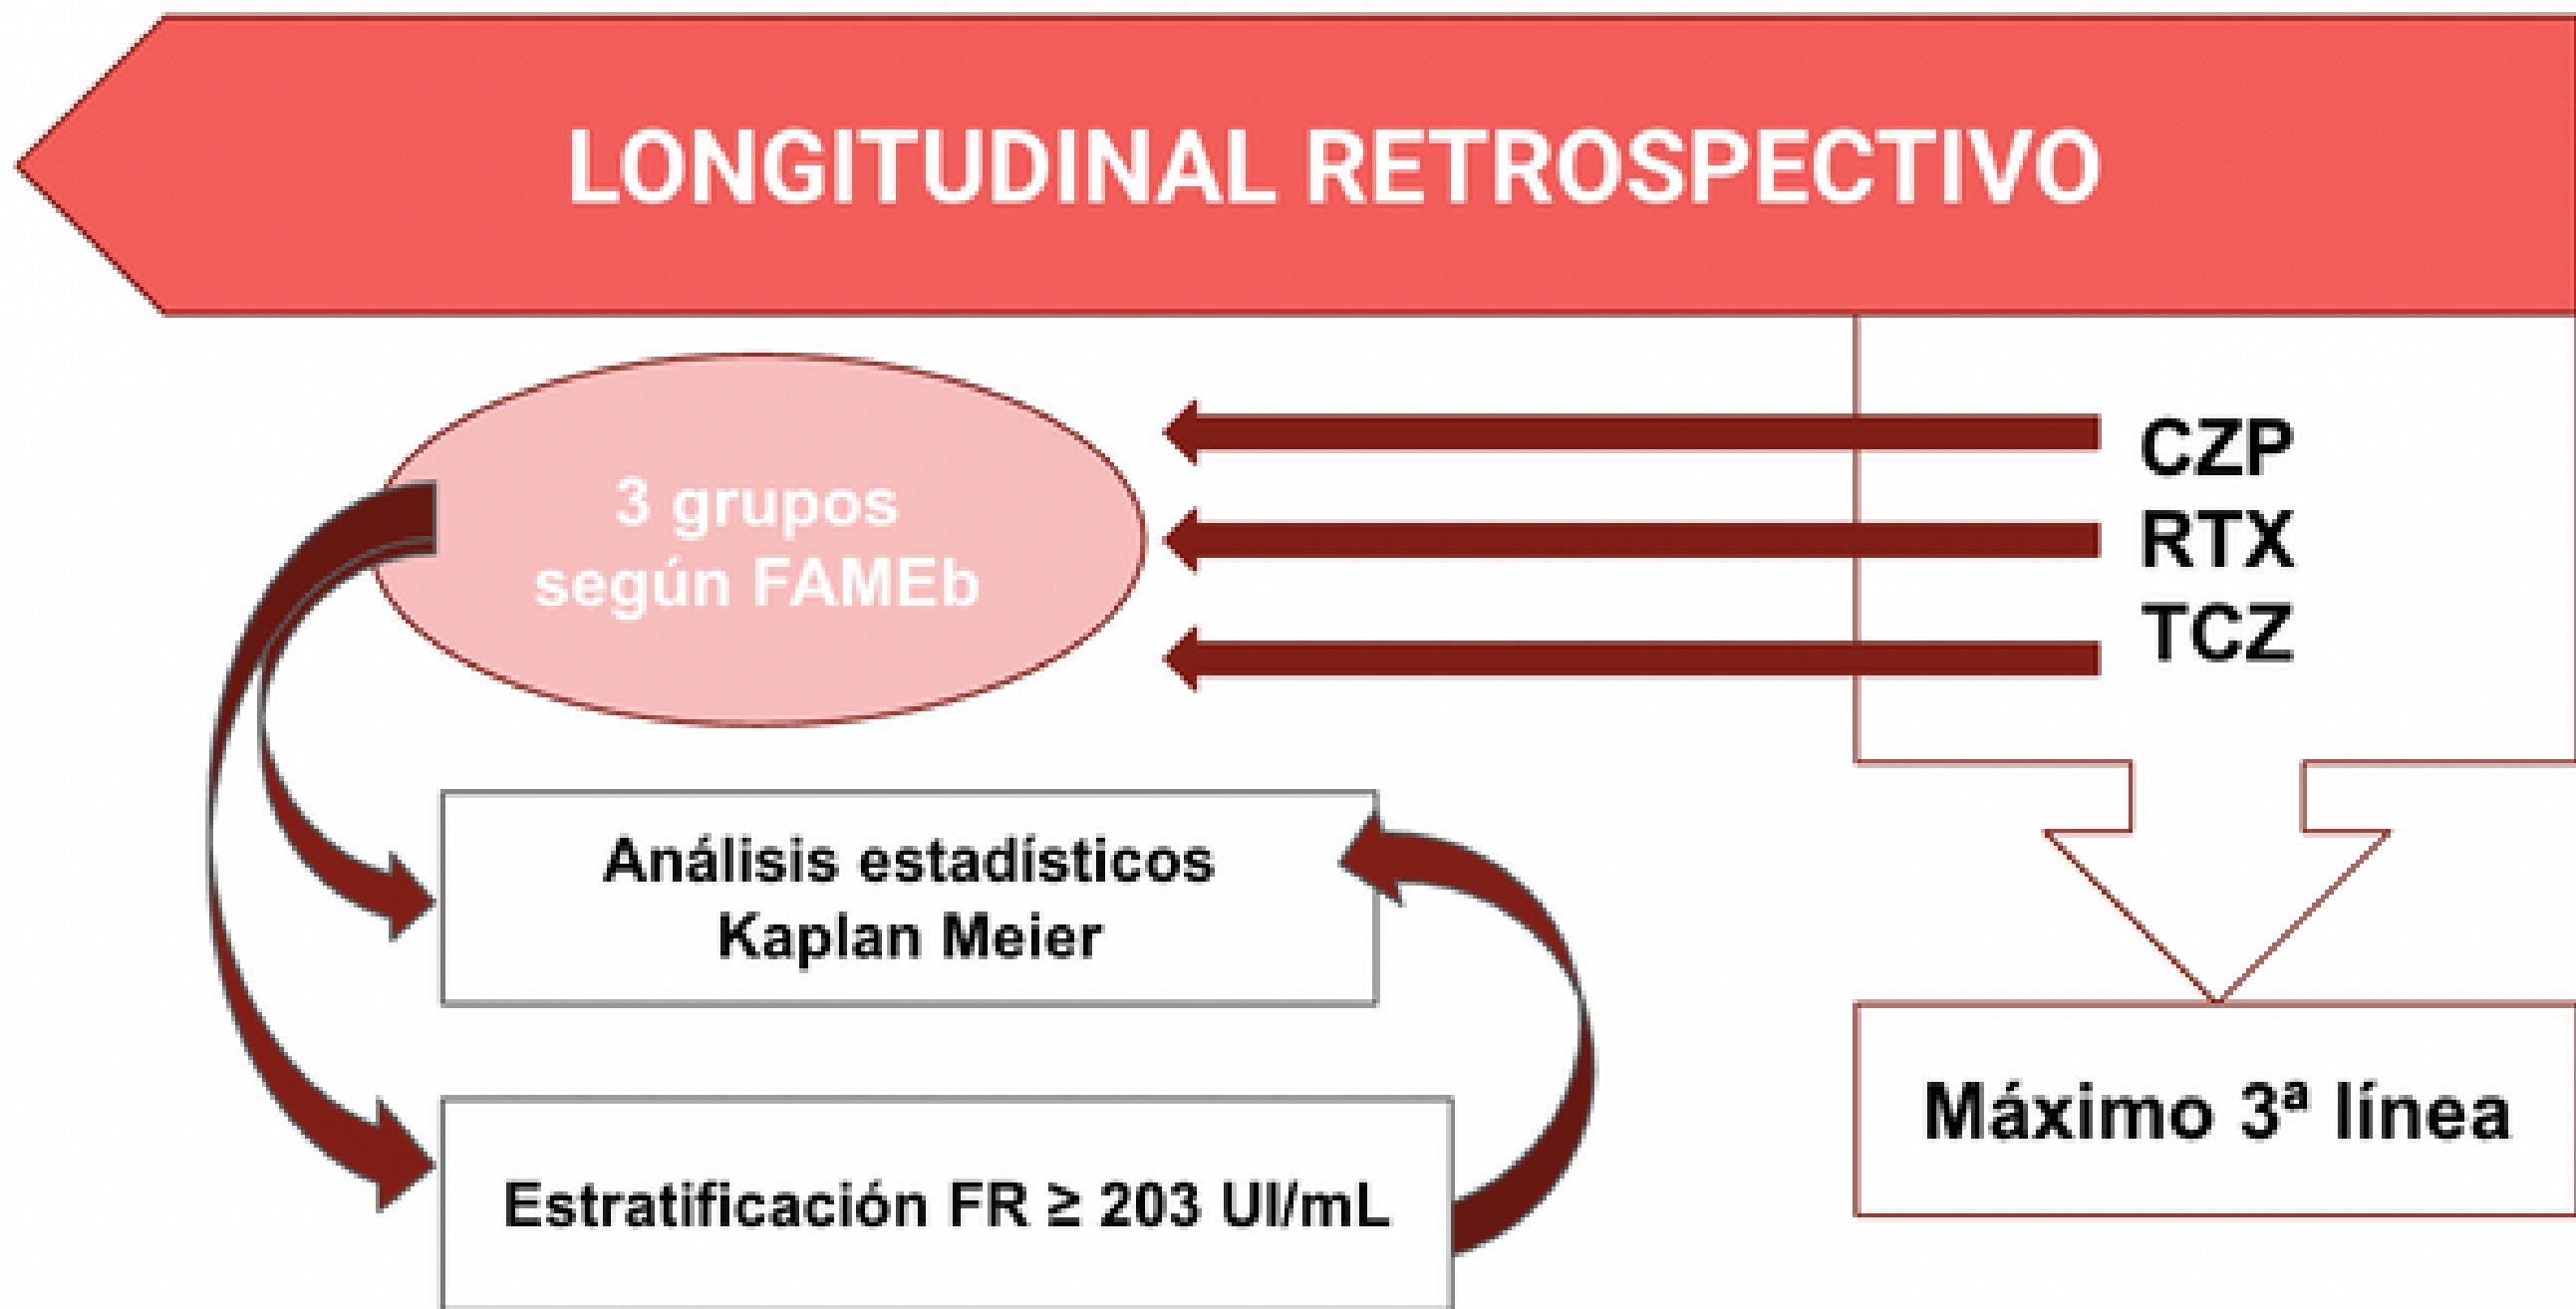 LONGITUDINAL RETROSPECTIVO
3 grupos
según FAMEb
CZP
RTX
TCZ
Análisis estadísticos
Kaplan Meier
Estratificación FR ≥ 203 UI/mL
Máximo 3ª línea